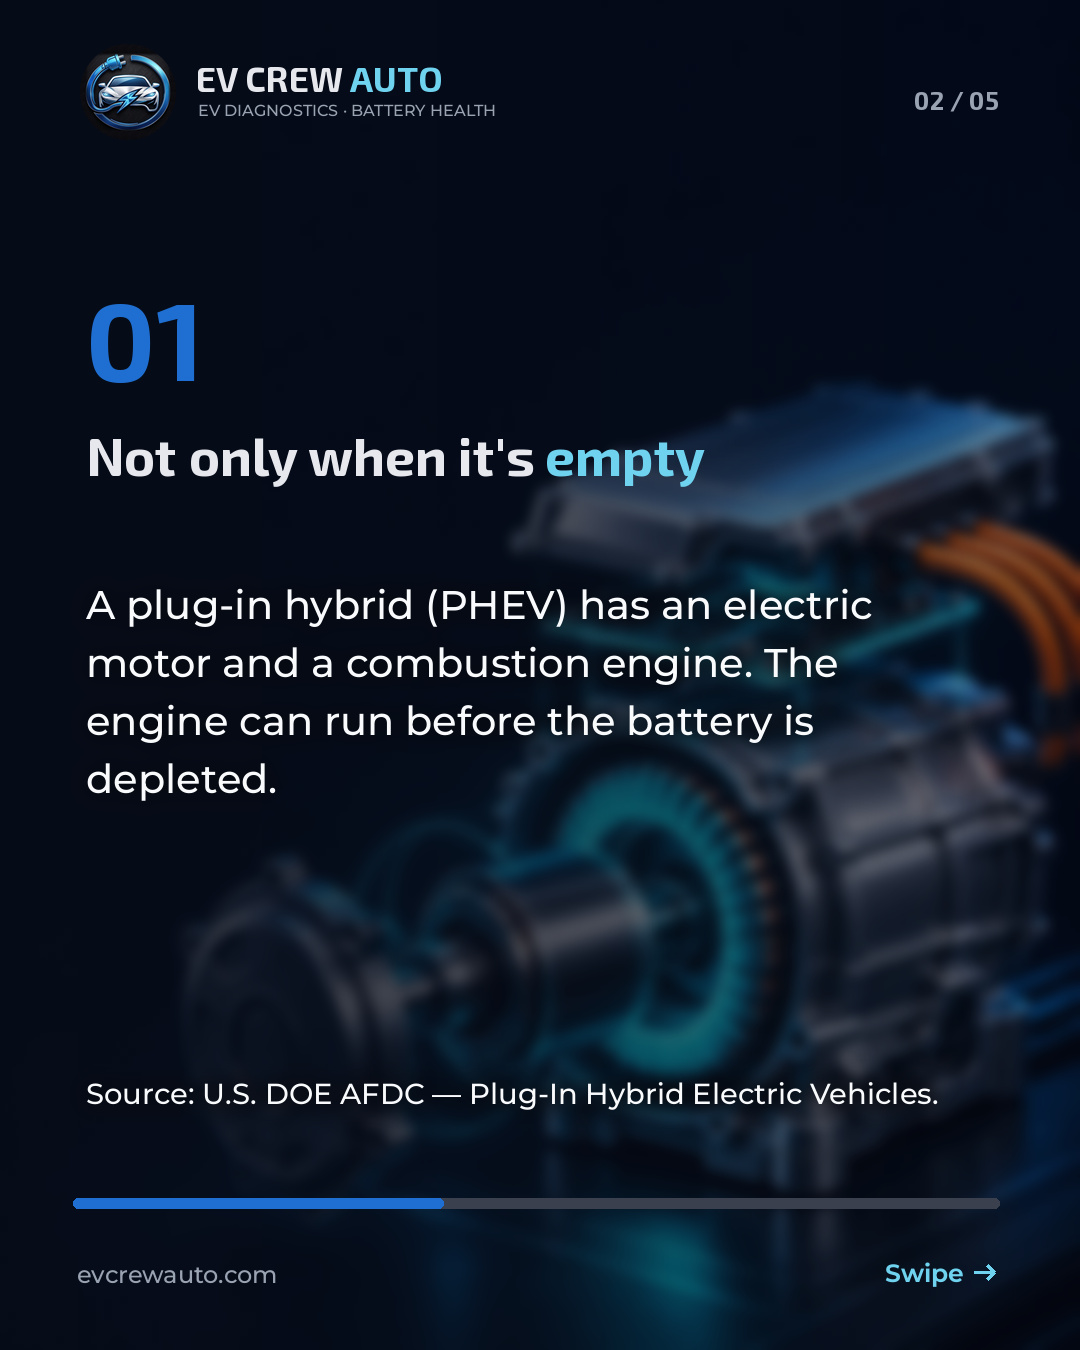 EV CREW AUTO
EV DIAGNOSTICS · BATTERY HEALTH
02 / 05
01
Not only when it's empty
A plug-in hybrid (PHEV) has an electric
motor and a combustion engine. The
engine can run before the battery is
depleted.
Source: U.S. DOE AFDC — Plug-In Hybrid Electric Vehicles.
evcrewauto.com
Swipe →